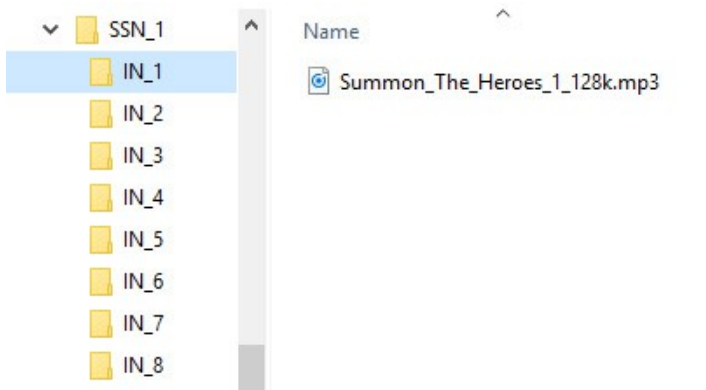 SSN_1
IN_1
IN_2
IN_3
IN_4
IN_5
IN_6
IN_7
IN_8
Name
Summon_The_Heroes_1_128k.mp3